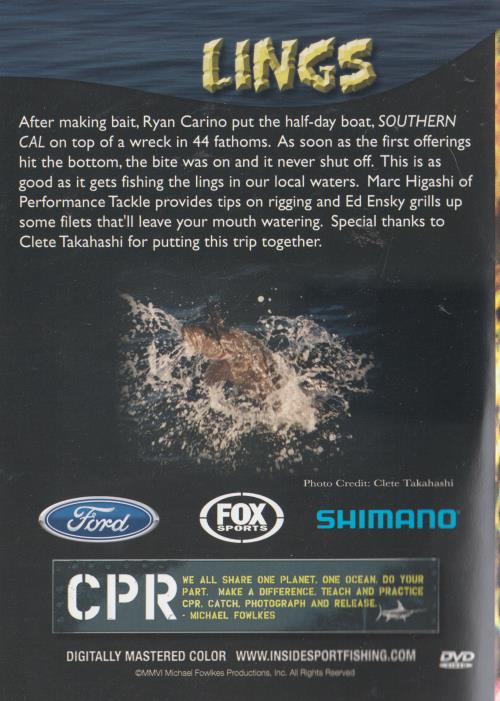 LINGS
After making bait, Ryan Carino put the half-day boat, SOUTHERN
CAL on top of a wreck in 44 fathoms. As soon as the first offerings
hit the bottom, the bite was on and it never shut off. This is as
good as it gets fishing the lings in our local waters. Marc Higashi of
Performance Tackle provides tips on rigging and Ed Ensky grills up
some filets that'll leave your mouth watering. Special thanks to
Clete Takahashi for putting this trip together.
Photo Credit: Clete Takahashi
Ford
FOX
SPORTS
SHIMANO
CPR
WE ALL SHARE ONE PLANET, ONE OCEAN. DO YOUR
PART. MAKE A DIFFERENCE. TEACH AND PRACTICE
CPR. CATCH, PHOTOGRAPH AND RELEASE.
- MICHAEL FOWLKES
DIGITALLY MASTERED COLOR WWW.INSIDESPORTFISHING.COM
DVD
VIDEO
©MMVI Michael Fowlkes Productions, Inc. All Rights Reserved